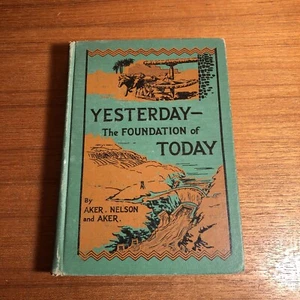 YESTERDAY—
The FOUNDATION of
TODAY
By
AKER, NELSON
and AKER.